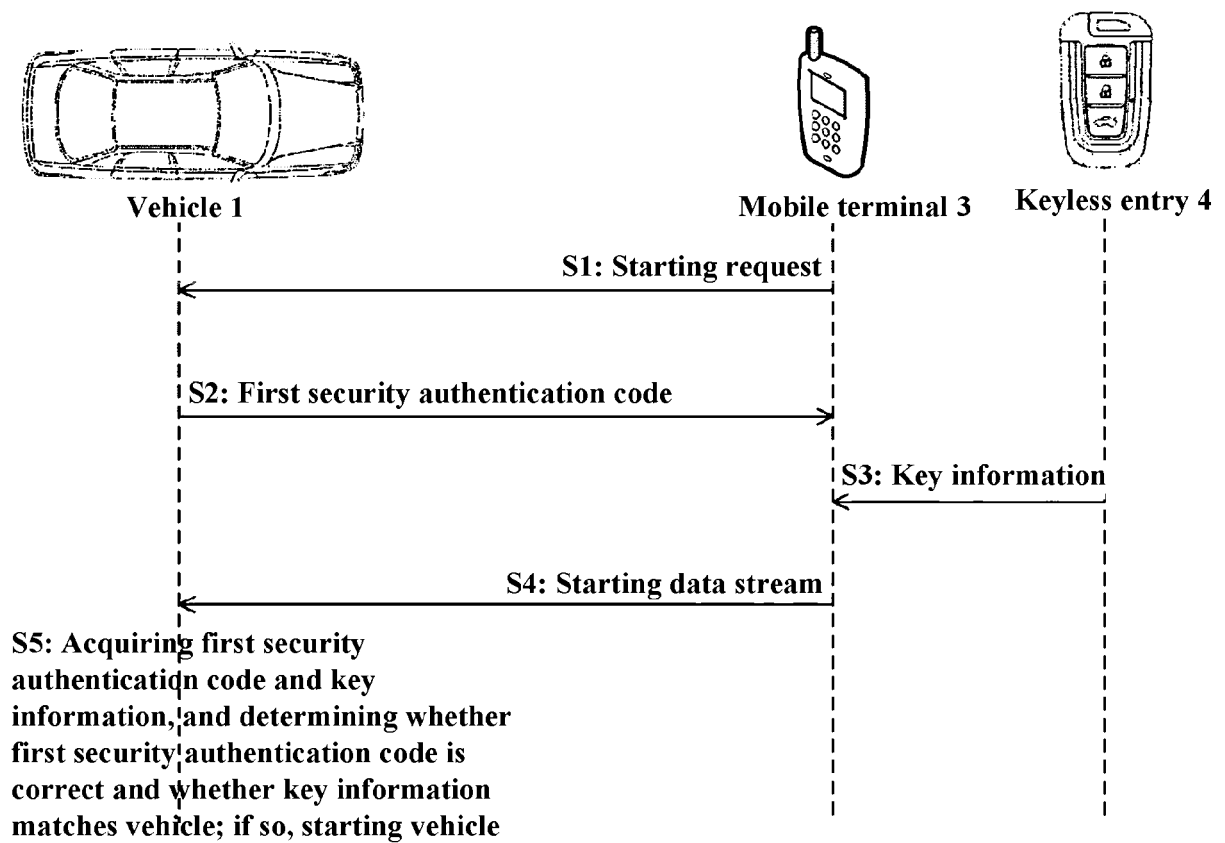 Vehicle 1
Mobile terminal 3
Keyless entry 4
S1: Starting request
S2: First security authentication code
S3: Key information
S4: Starting data stream
S5: Acquiring first security
authentication code and key
information, and determining whether
first security authentication code is
correct and whether key information
matches vehicle; if so, starting vehicle